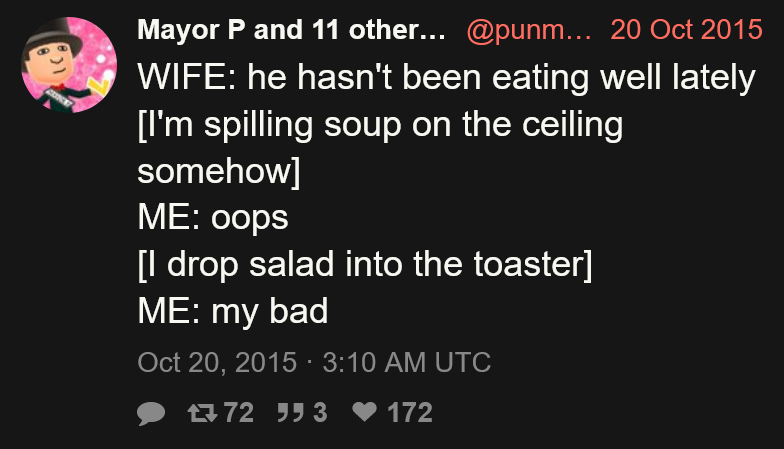 Mayor P and 11 other... @punm... 20 Oct 2015
WIFE: he hasn't been eating well lately
[I'm spilling soup on the ceiling
somehow]
ME: oops
[I drop salad into the toaster]
ME: my bad
Oct 20, 2015 · 3:10 AM UTC
72 3 172